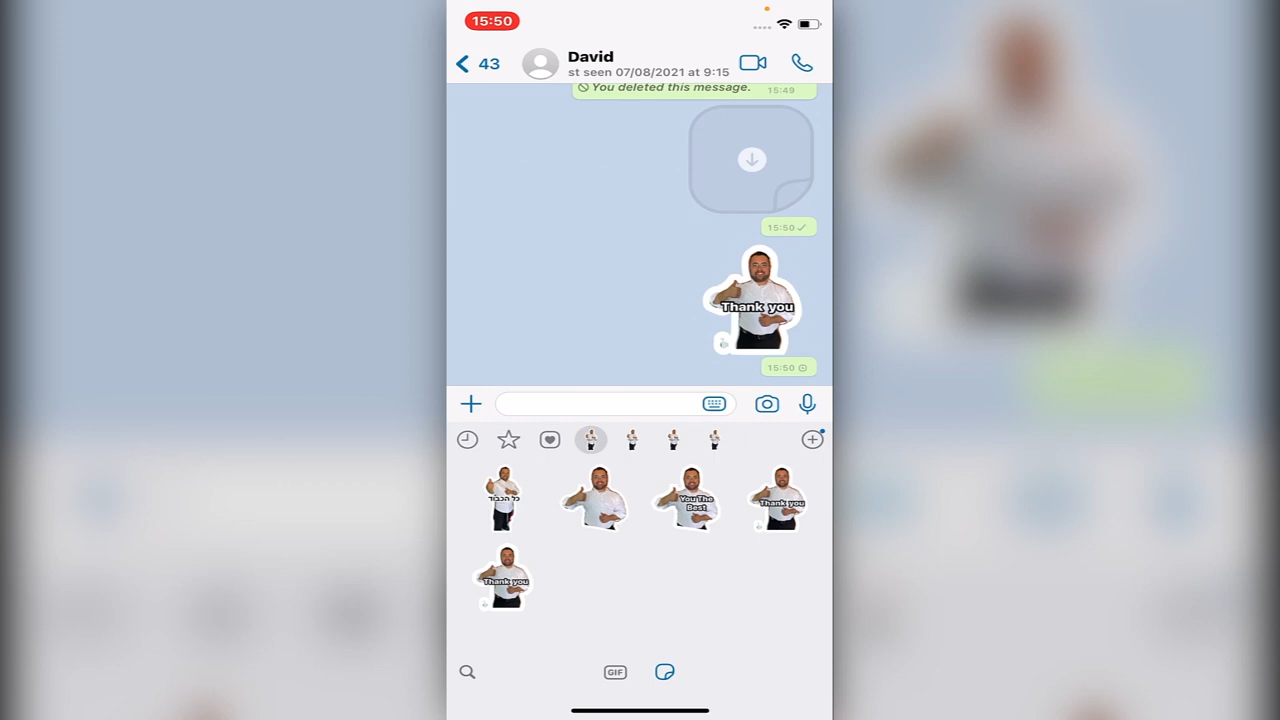 15:50
43
David
st seen 07/08/2021 at 9:15
You deleted this message.
15:49
15:50
Thank you
15:50
כל הכבוד
You The
Best
Thank you
Thank you
GIF